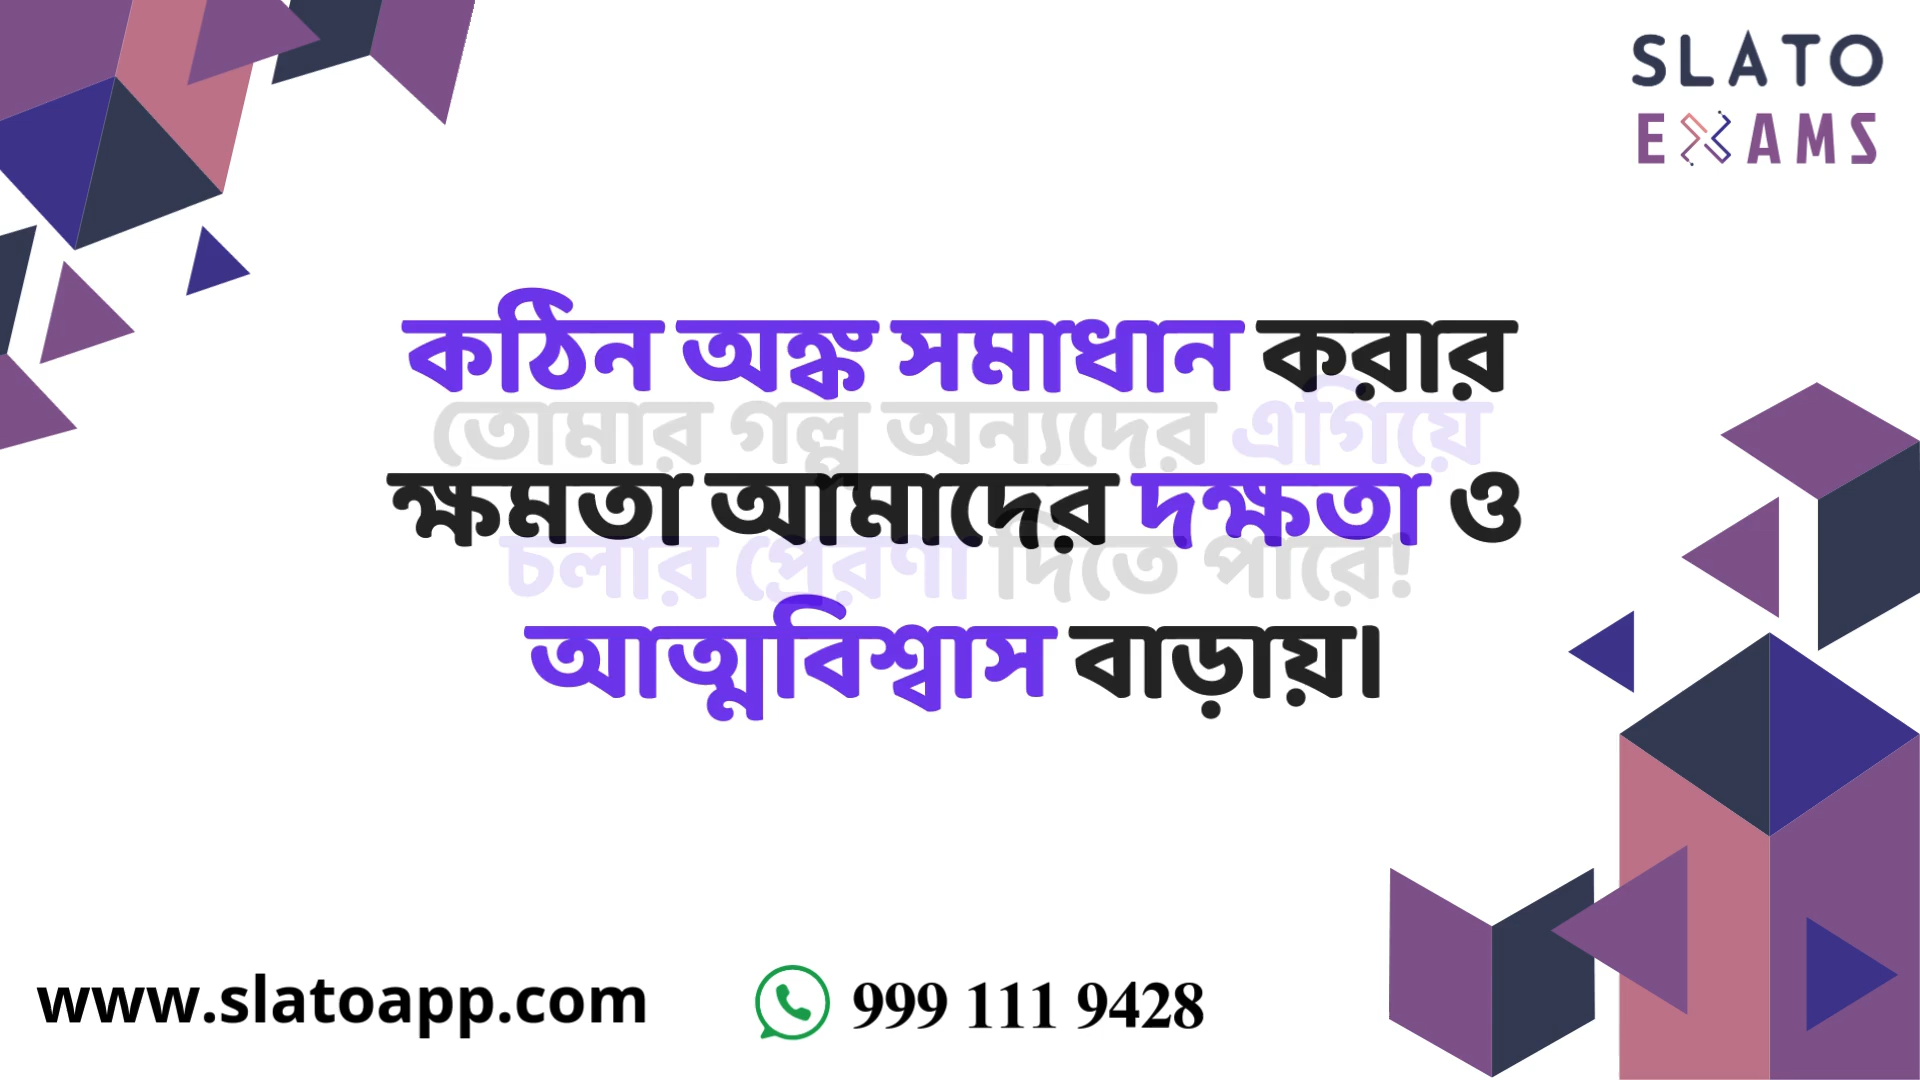 SLATO
EXAMS
কঠিন অঙ্ক সমাধান করার
তোমার গল্প অন্যদের এগিয়ে
ক্ষমতা আমাদের দক্ষতা ও
চলার প্রেরণা দিতে পারে!
আত্মবিশ্বাস বাড়ায়।
www.slatoapp.com
999 111 9428